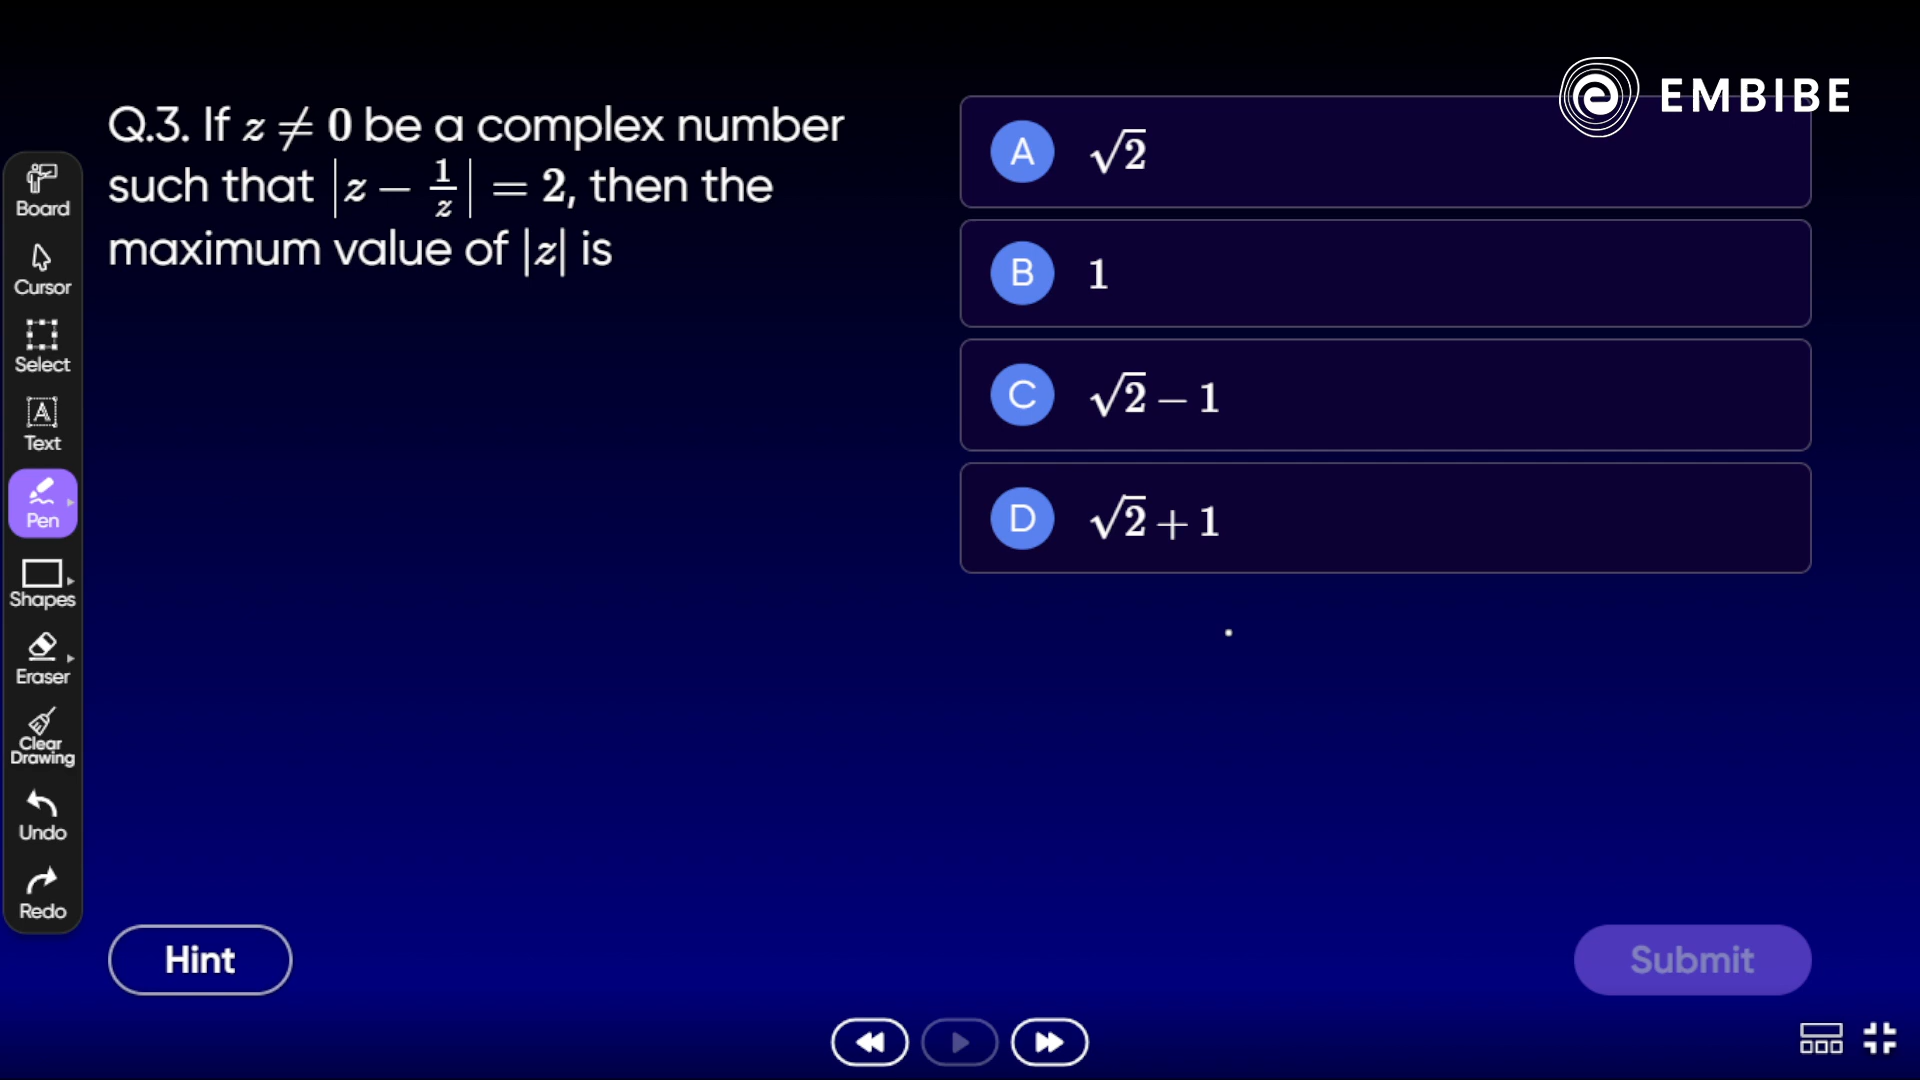 EMBIBE
Q.3. If z ≠ 0 be a complex number
such that |z − 1/z| = 2, then the
maximum value of |z| is
A √2
B 1
C √2 − 1
D √2 + 1
Board
Cursor
Select
A
Text
Pen
Shapes
Eraser
Clear
Drawing
Undo
Redo
Hint
Submit